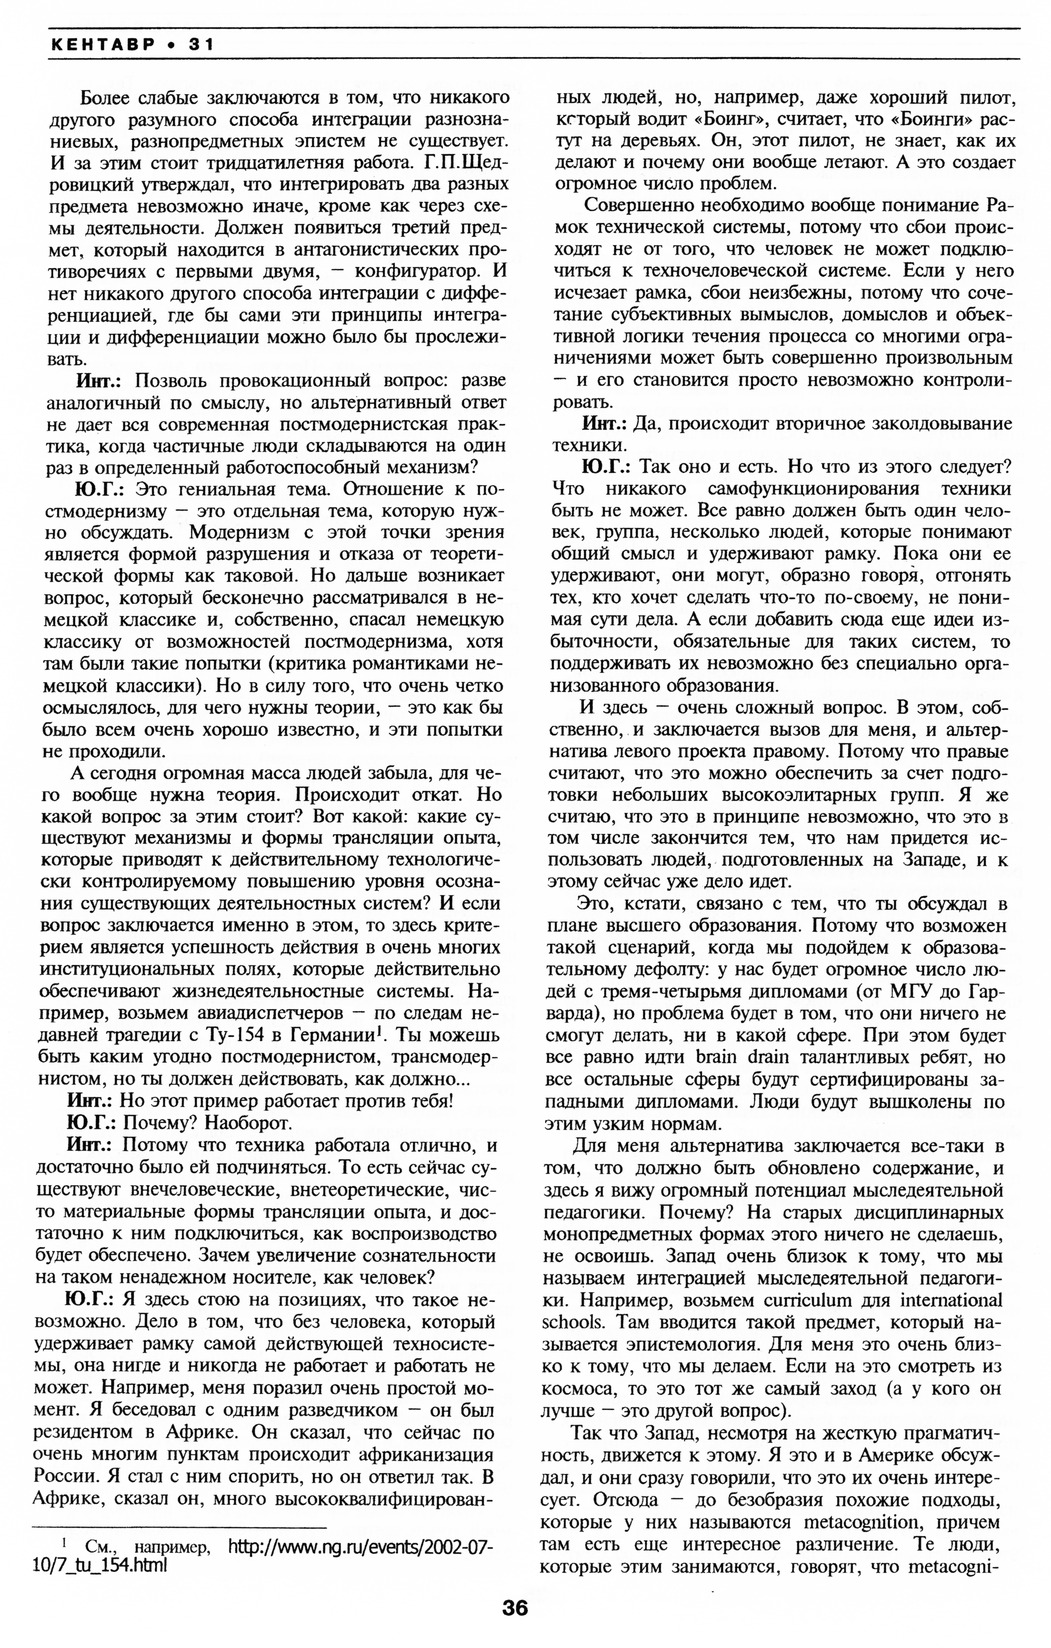 КЕНТАВР • 31
Более слабые заключаются в том, что никакого
другого разумного способа интеграции разнозна-
ниевых, разнопредметных эпистем не существует.
И за этим стоит тридцатилетняя работа. Г.П.Щед-
ровицкий утверждал, что интегрировать два разных
предмета невозможно иначе, кроме как через схе-
мы деятельности. Должен появиться третий пред-
мет, который находится в антагонистических про-
тиворечиях с первыми двумя, — конфигуратор. И
нет никакого другого способа интеграции с диффе-
ренциацией, где бы сами эти принципы интегра-
ции и дифференциации можно было бы прослежи-
вать.
Инт.: Позволь провокационный вопрос: разве
аналогичный по смыслу, но альтернативный ответ
не дает вся современная постмодернистская прак-
тика, когда частичные люди складываются на один
раз в определенный работоспособный механизм?
Ю.Г.: Это гениальная тема. Отношение к по-
стмодернизму — это отдельная тема, которую нуж-
но обсуждать. Модернизм с этой точки зрения
является формой разрушения и отказа от теорети-
ческой формы как таковой. Но дальше возникает
вопрос, который бесконечно рассматривался в не-
мецкой классике и, собственно, спасал немецкую
классику от возможностей постмодернизма, хотя
там были такие попытки (критика романтиками не-
мецкой классики). Но в силу того, что очень четко
осмыслялось, для чего нужны теории, — это как бы
было всем очень хорошо известно, и эти попытки
не проходили.
А сегодня огромная масса людей забыла, для че-
го вообще нужна теория. Происходит откат. Но
какой вопрос за этим стоит? Вот какой: какие су-
ществуют механизмы и формы трансляции опыта,
которые приводят к действительному технологиче-
ски контролируемому повышению уровня осозна-
ния существующих деятельностных систем? И если
вопрос заключается именно в этом, то здесь крите-
рием является успешность действия в очень многих
институциональных полях, которые действительно
обеспечивают жизнедеятельностные системы. На-
пример, возьмем авиадиспетчеров — по следам не-
давней трагедии с Ту-154 в Германии¹. Ты можешь
быть каким угодно постмодернистом, трансмодер-
нистом, но ты должен действовать, как должно...
Инт.: Но этот пример работает против тебя!
Ю.Г.: Почему? Наоборот.
Инт.: Потому что техника работала отлично, и
достаточно было ей подчиняться. То есть сейчас су-
ществуют внечеловеческие, внетеоретические, чис-
то материальные формы трансляции опыта, и дос-
таточно к ним подключиться, как воспроизводство
будет обеспечено. Зачем увеличение сознательности
на таком ненадежном носителе, как человек?
Ю.Г.: Я здесь стою на позициях, что такое не-
возможно. Дело в том, что без человека, который
удерживает рамку самой действующей техносисте-
мы, она нигде и никогда не работает и работать не
может. Например, меня поразил очень простой мо-
мент. Я беседовал с одним разведчиком — он был
резидентом в Африке. Он сказал, что сейчас по
очень многим пунктам происходит африканизация
России. Я стал с ним спорить, но он ответил так. В
Африке, сказал он, много высококвалифицирован-
¹ См., например, http://www.ng.ru/events/2002-07-
10/7_tu_154.html
ных людей, но, например, даже хороший пилот,
который водит «Боинг», считает, что «Боинги» рас-
тут на деревьях. Он, этот пилот, не знает, как их
делают и почему они вообще летают. А это создает
огромное число проблем.
Совершенно необходимо вообще понимание Ра-
мок технической системы, потому что сбои проис-
ходят не от того, что человек не может подклю-
читься к техночеловеческой системе. Если у него
исчезает рамка, сбои неизбежны, потому что соче-
тание субъективных вымыслов, домыслов и объек-
тивной логики течения процесса со многими огра-
ничениями может быть совершенно произвольным
— и его становится просто невозможно контроли-
ровать.
Инт.: Да, происходит вторичное заколдовывание
техники.
Ю.Г.: Так оно и есть. Но что из этого следует?
Что никакого самофункционирования техники
быть не может. Все равно должен быть один чело-
век, группа, несколько людей, которые понимают
общий смысл и удерживают рамку. Пока они ее
удерживают, они могут, образно говоря, отгонять
тех, кто хочет сделать что-то по-своему, не пони-
мая сути дела. А если добавить сюда еще идеи из-
быточности, обязательные для таких систем, то
поддерживать их невозможно без специально орга-
низованного образования.
И здесь — очень сложный вопрос. В этом, соб-
ственно, и заключается вызов для меня, и альтер-
натива левого проекта правому. Потому что правые
считают, что это можно обеспечить за счет подго-
товки небольших высокоэлитарных групп. Я же
считаю, что это в принципе невозможно, что это в
том числе закончится тем, что нам придется ис-
пользовать людей, подготовленных на Западе, и к
этому сейчас уже дело идет.
Это, кстати, связано с тем, что ты обсуждал в
плане высшего образования. Потому что возможен
такой сценарий, когда мы подойдем к образова-
тельному дефолту: у нас будет огромное число лю-
дей с тремя-четырьмя дипломами (от МГУ до Гар-
варда), но проблема будет в том, что они ничего не
смогут делать, ни в какой сфере. При этом будет
все равно идти brain drain талантливых ребят, но
все остальные сферы будут сертифицированы за-
падными дипломами. Люди будут вышколены по
этим узким нормам.
Для меня альтернатива заключается все-таки в
том, что должно быть обновлено содержание, и
здесь я вижу огромный потенциал мыследеятельной
педагогики. Почему? На старых дисциплинарных
монопредметных формах этого ничего не сделаешь,
не освоишь. Запад очень близок к тому, что мы
называем интеграцией мыследеятельной педагоги-
ки. Например, возьмем curriculum для international
schools. Там вводится такой предмет, который на-
зывается эпистемология. Для меня это очень близ-
ко к тому, что мы делаем. Если на это смотреть из
космоса, то это тот же самый заход (а у кого он
лучше — это другой вопрос).
Так что Запад, несмотря на жесткую прагматич-
ность, движется к этому. Я это и в Америке обсуж-
дал, и они сразу говорили, что это их очень интере-
сует. Отсюда — до безобразия похожие подходы,
которые у них называются metacognition, причем
там есть еще интересное различение. Те люди,
которые этим занимаются, говорят, что metacogni-
36